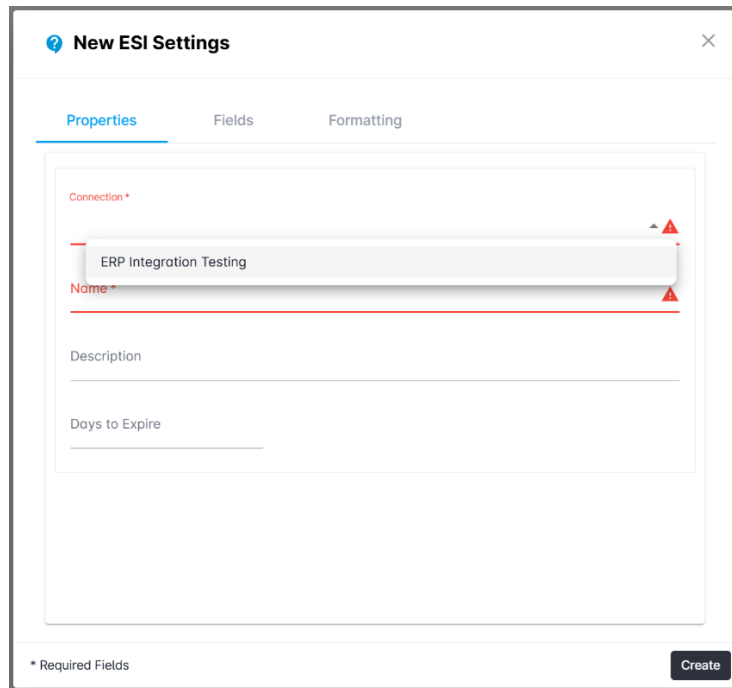 New ESI Settings
Properties Fields Formatting
Connection *
ERP Integration Testing
Name *
Description
Days to Expire
* Required Fields Create